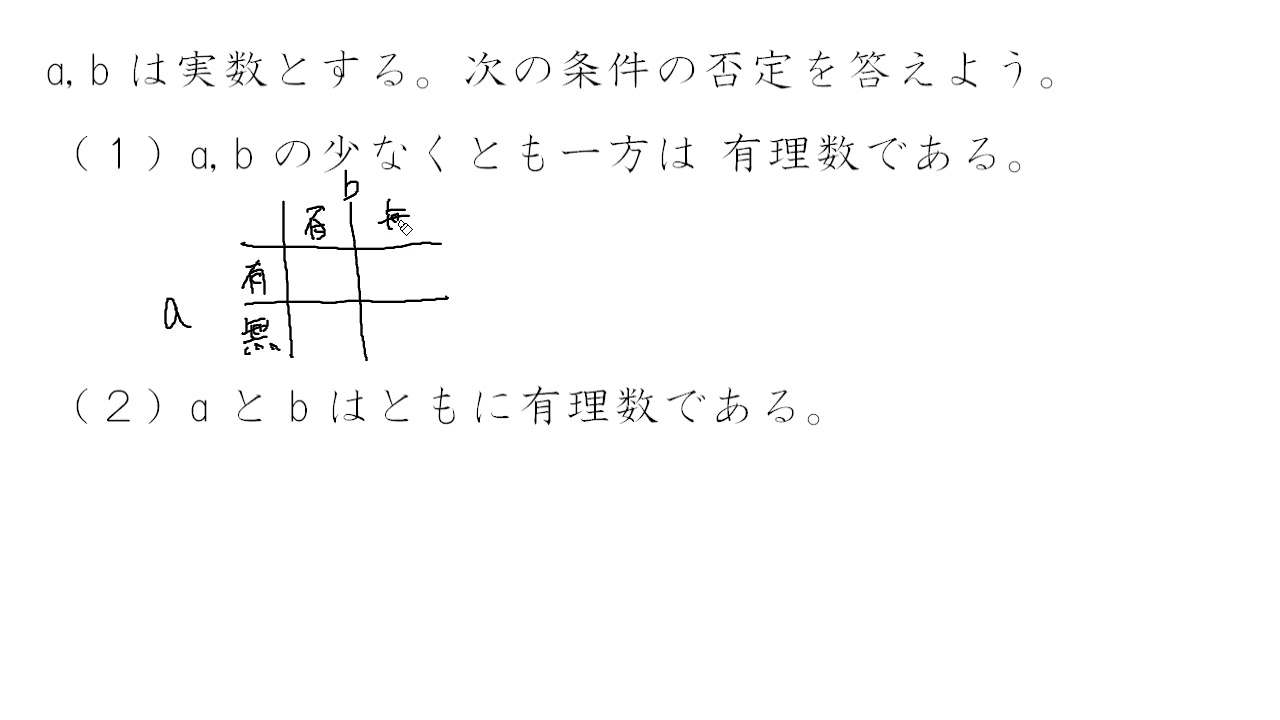 a,b は実数とする。次の条件の否定を答えよう。
（１）a,b の少なくとも一方は 有理数である。
b
有
有
a
無
（２）a と b はともに有理数である。